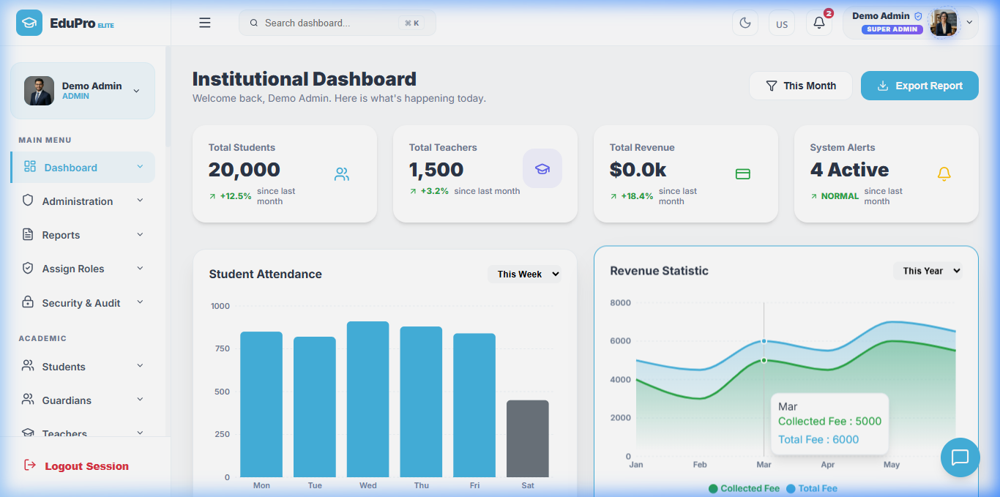 EduPro ELITE
Search dashboard...
⌘ K
US
2
Demo Admin
SUPER ADMIN
Demo Admin
ADMIN
MAIN MENU
Dashboard
Administration
Reports
Assign Roles
Security & Audit
ACADEMIC
Students
Guardians
Teachers
Logout Session
Institutional Dashboard
Welcome back, Demo Admin. Here is what's happening today.
This Month
Export Report
Total Students
20,000
+12.5% since last
month
Total Teachers
1,500
+3.2% since last month
Total Revenue
$0.0k
+18.4% since last
month
System Alerts
4 Active
NORMAL since last
month
Student Attendance
This Week
1000
750
500
250
0
Mon Tue Wed Thu Fri Sat
Revenue Statistic
This Year
8000
6000
4000
2000
0
Mar
Collected Fee : 5000
Total Fee : 6000
Jan Feb Mar Apr May
Collected Fee Total Fee